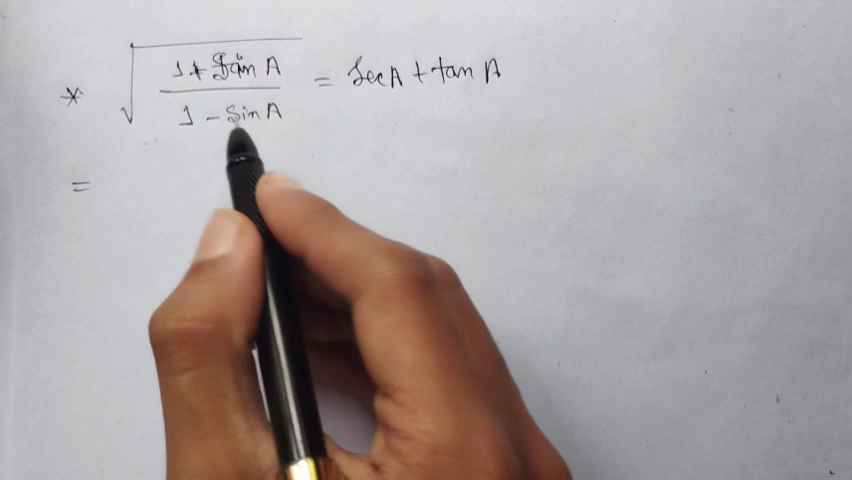 * √(1 + Sin A / 1 - Sin A) = Sec A + tan A
=